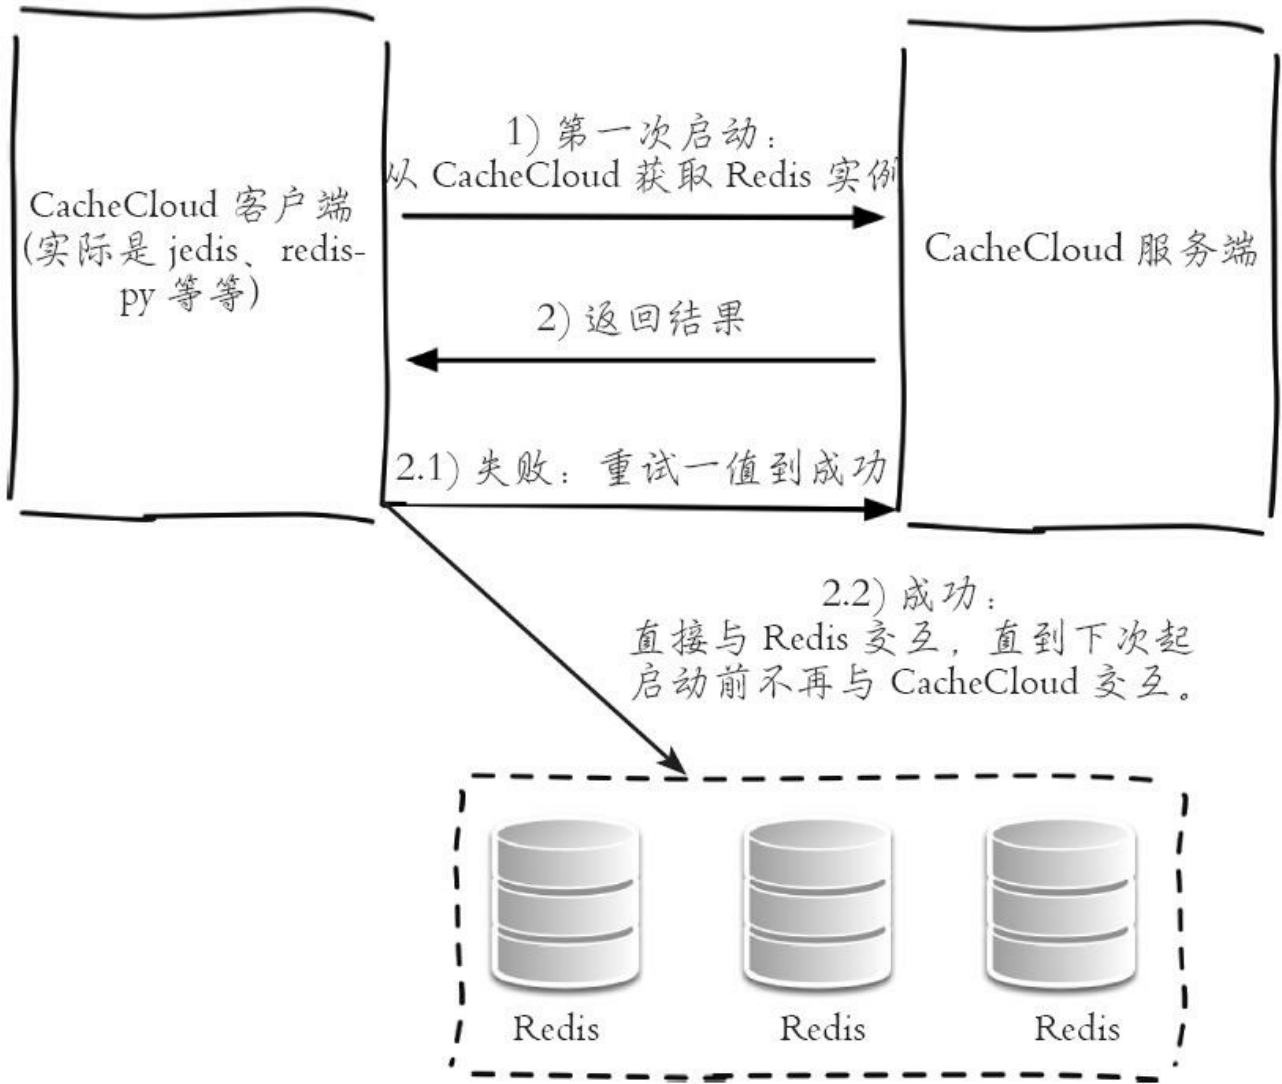 1) 第一次启动：
从 CacheCloud 获取 Redis 实例
CacheCloud 客户端
(实际是 jedis、redis-
py 等等)
CacheCloud 服务端
2) 返回结果
2.1) 失败：重试一值到成功
2.2) 成功：
直接与 Redis 交互，直到下次起
启动前不再与 CacheCloud 交互。
Redis
Redis
Redis